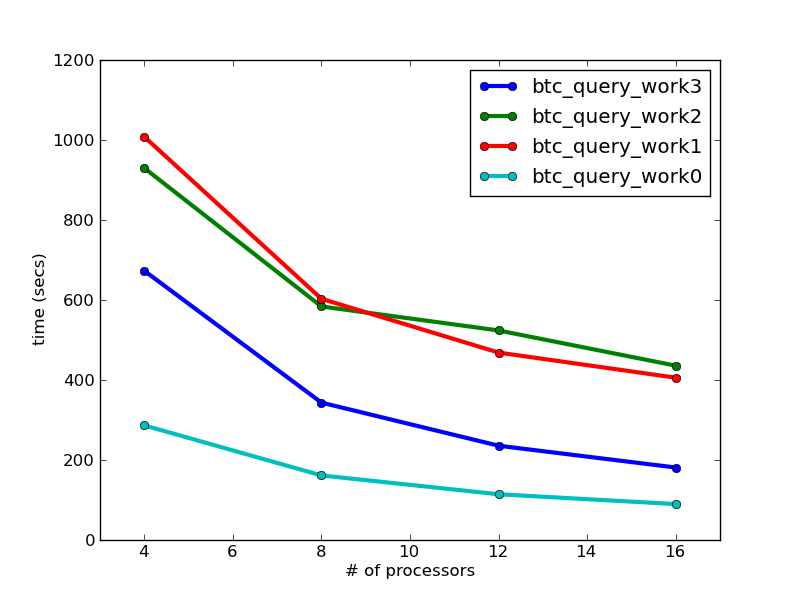 1200
1000
800
600
400
200
0
time (secs)
btc_query_work3
btc_query_work2
btc_query_work1
btc_query_work0
4 6 8 10 12 14 16
# of processors